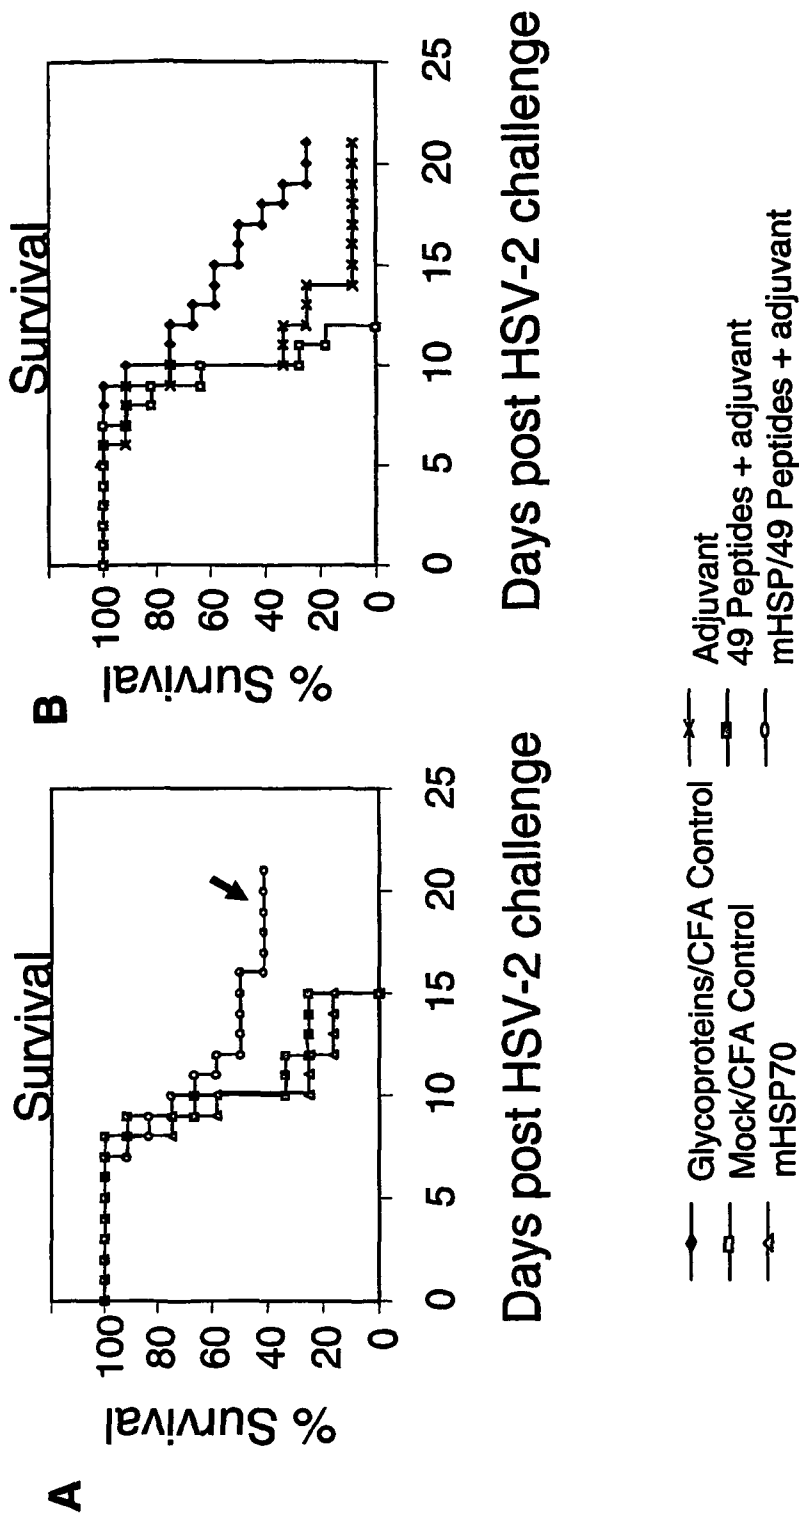 A
Survival
% Survival
100
80
60
40
20
0
0 5 10 15 20 25
Days post HSV-2 challenge
B
Survival
% Survival
100
80
60
40
20
0
0 5 10 15 20 25
Days post HSV-2 challenge
Glycoproteins/CFA Control
Mock/CFA Control
mHSP70
Adjuvant
49 Peptides + adjuvant
mHSP/49 Peptides + adjuvant